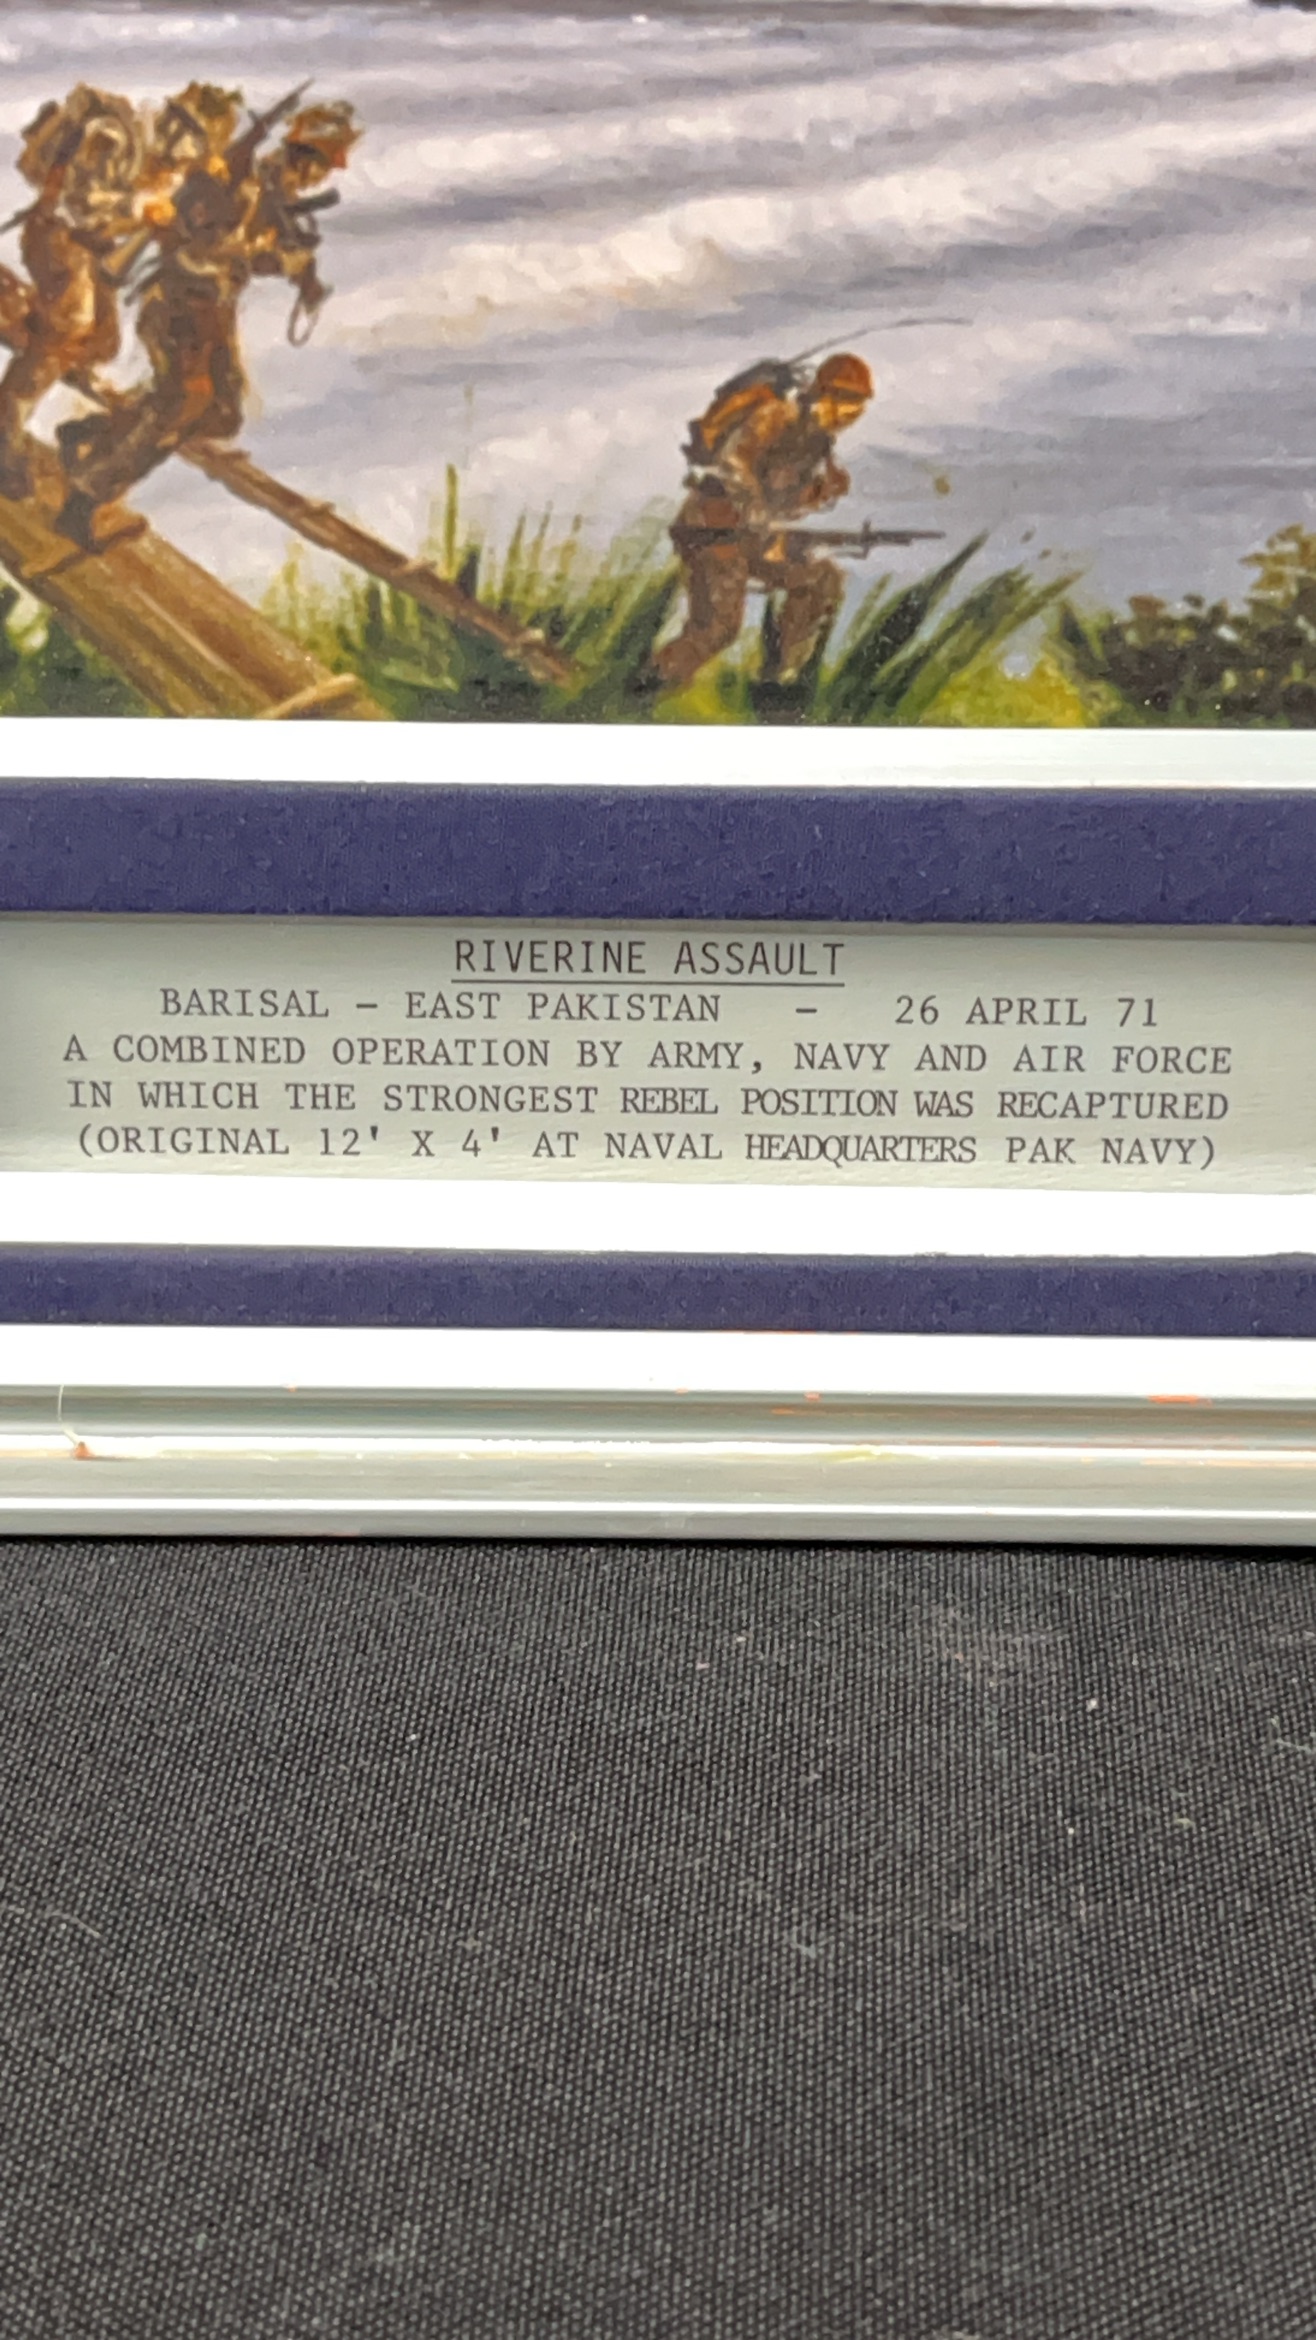 RIVERINE ASSAULT
BARISAL - EAST PAKISTAN - 26 APRIL 71
A COMBINED OPERATION BY ARMY, NAVY AND AIR FORCE
IN WHICH THE STRONGEST REBEL POSITION WAS RECAPTURED
(ORIGINAL 12' X 4' AT NAVAL HEADQUARTERS PAK NAVY)